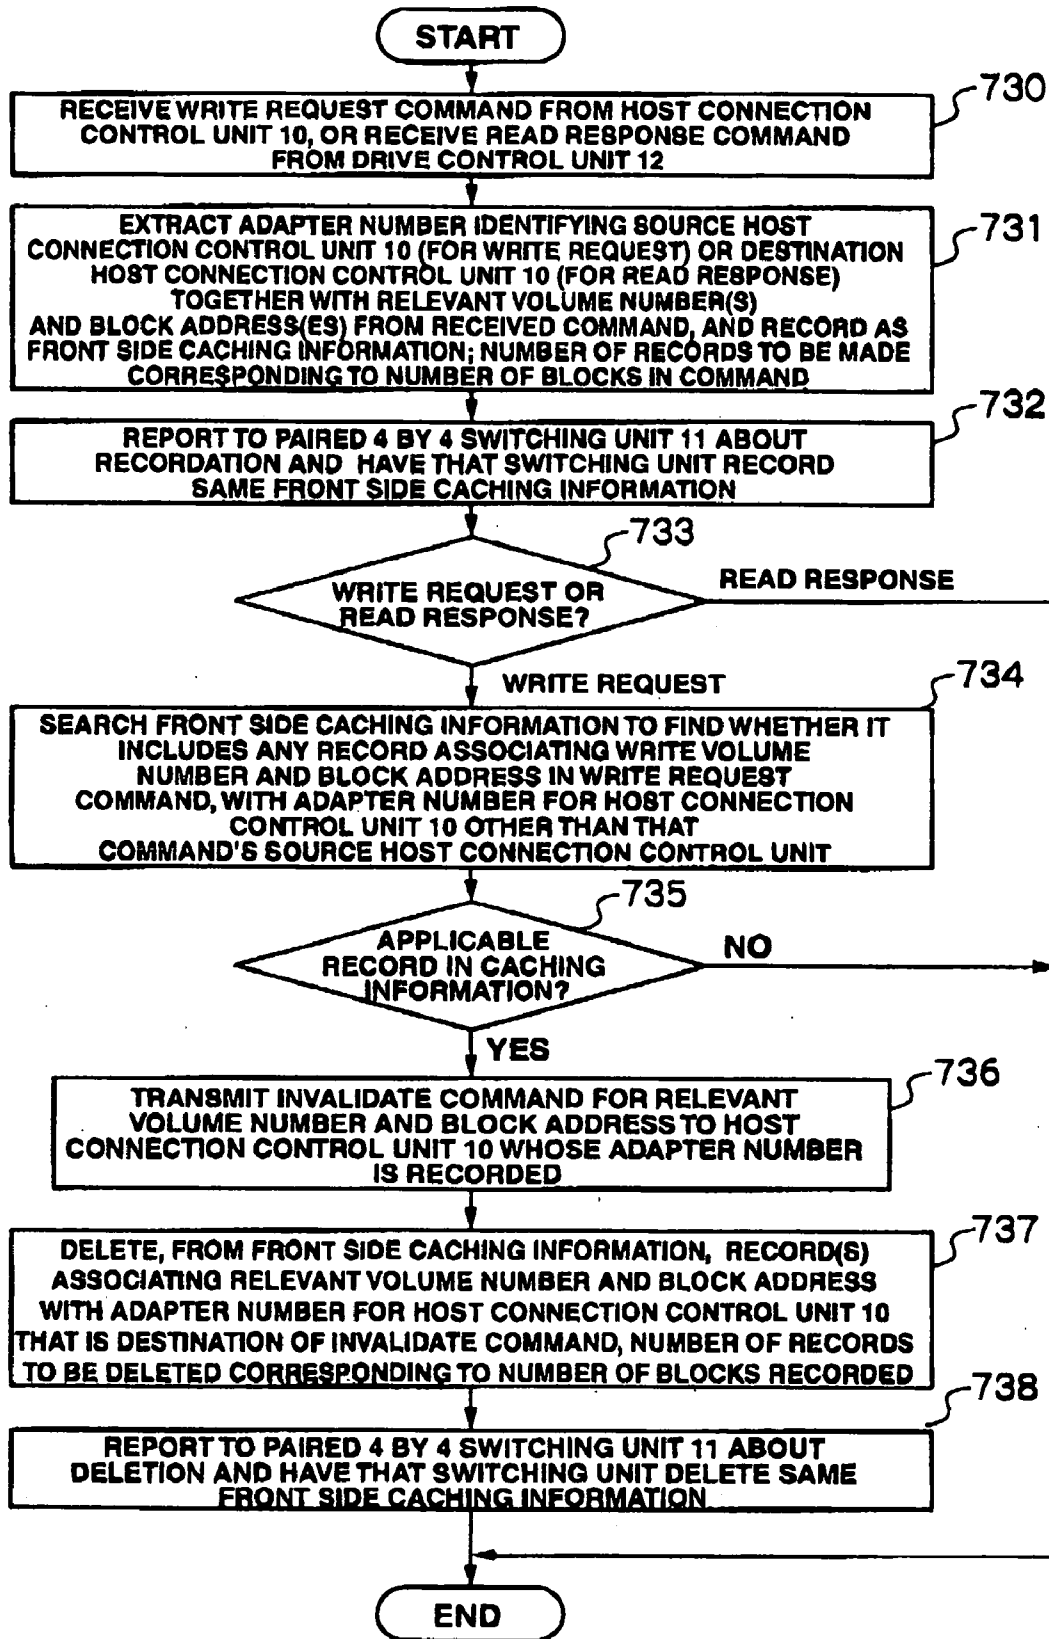 START
730
RECEIVE WRITE REQUEST COMMAND FROM HOST CONNECTION
CONTROL UNIT 10, OR RECEIVE READ RESPONSE COMMAND
FROM DRIVE CONTROL UNIT 12
731
EXTRACT ADAPTER NUMBER IDENTIFYING SOURCE HOST
CONNECTION CONTROL UNIT 10 (FOR WRITE REQUEST) OR DESTINATION
HOST CONNECTION CONTROL UNIT 10 (FOR READ RESPONSE)
TOGETHER WITH RELEVANT VOLUME NUMBER(S)
AND BLOCK ADDRESS(ES) FROM RECEIVED COMMAND, AND RECORD AS
FRONT SIDE CACHING INFORMATION; NUMBER OF RECORDS TO BE MADE
CORRESPONDING TO NUMBER OF BLOCKS IN COMMAND
732
REPORT TO PAIRED 4 BY 4 SWITCHING UNIT 11 ABOUT
RECORDATION AND HAVE THAT SWITCHING UNIT RECORD
SAME FRONT SIDE CACHING INFORMATION
733
WRITE REQUEST OR
READ RESPONSE?
READ RESPONSE
WRITE REQUEST
734
SEARCH FRONT SIDE CACHING INFORMATION TO FIND WHETHER IT
INCLUDES ANY RECORD ASSOCIATING WRITE VOLUME
NUMBER AND BLOCK ADDRESS IN WRITE REQUEST
COMMAND, WITH ADAPTER NUMBER FOR HOST CONNECTION
CONTROL UNIT 10 OTHER THAN THAT
COMMAND'S SOURCE HOST CONNECTION CONTROL UNIT
735
APPLICABLE
RECORD IN CACHING
INFORMATION?
NO
YES
736
TRANSMIT INVALIDATE COMMAND FOR RELEVANT
VOLUME NUMBER AND BLOCK ADDRESS TO HOST
CONNECTION CONTROL UNIT 10 WHOSE ADAPTER NUMBER
IS RECORDED
737
DELETE, FROM FRONT SIDE CACHING INFORMATION, RECORD(S)
ASSOCIATING RELEVANT VOLUME NUMBER AND BLOCK ADDRESS
WITH ADAPTER NUMBER FOR HOST CONNECTION CONTROL UNIT 10
THAT IS DESTINATION OF INVALIDATE COMMAND, NUMBER OF RECORDS
TO BE DELETED CORRESPONDING TO NUMBER OF BLOCKS RECORDED
738
REPORT TO PAIRED 4 BY 4 SWITCHING UNIT 11 ABOUT
DELETION AND HAVE THAT SWITCHING UNIT DELETE SAME
FRONT SIDE CACHING INFORMATION
END